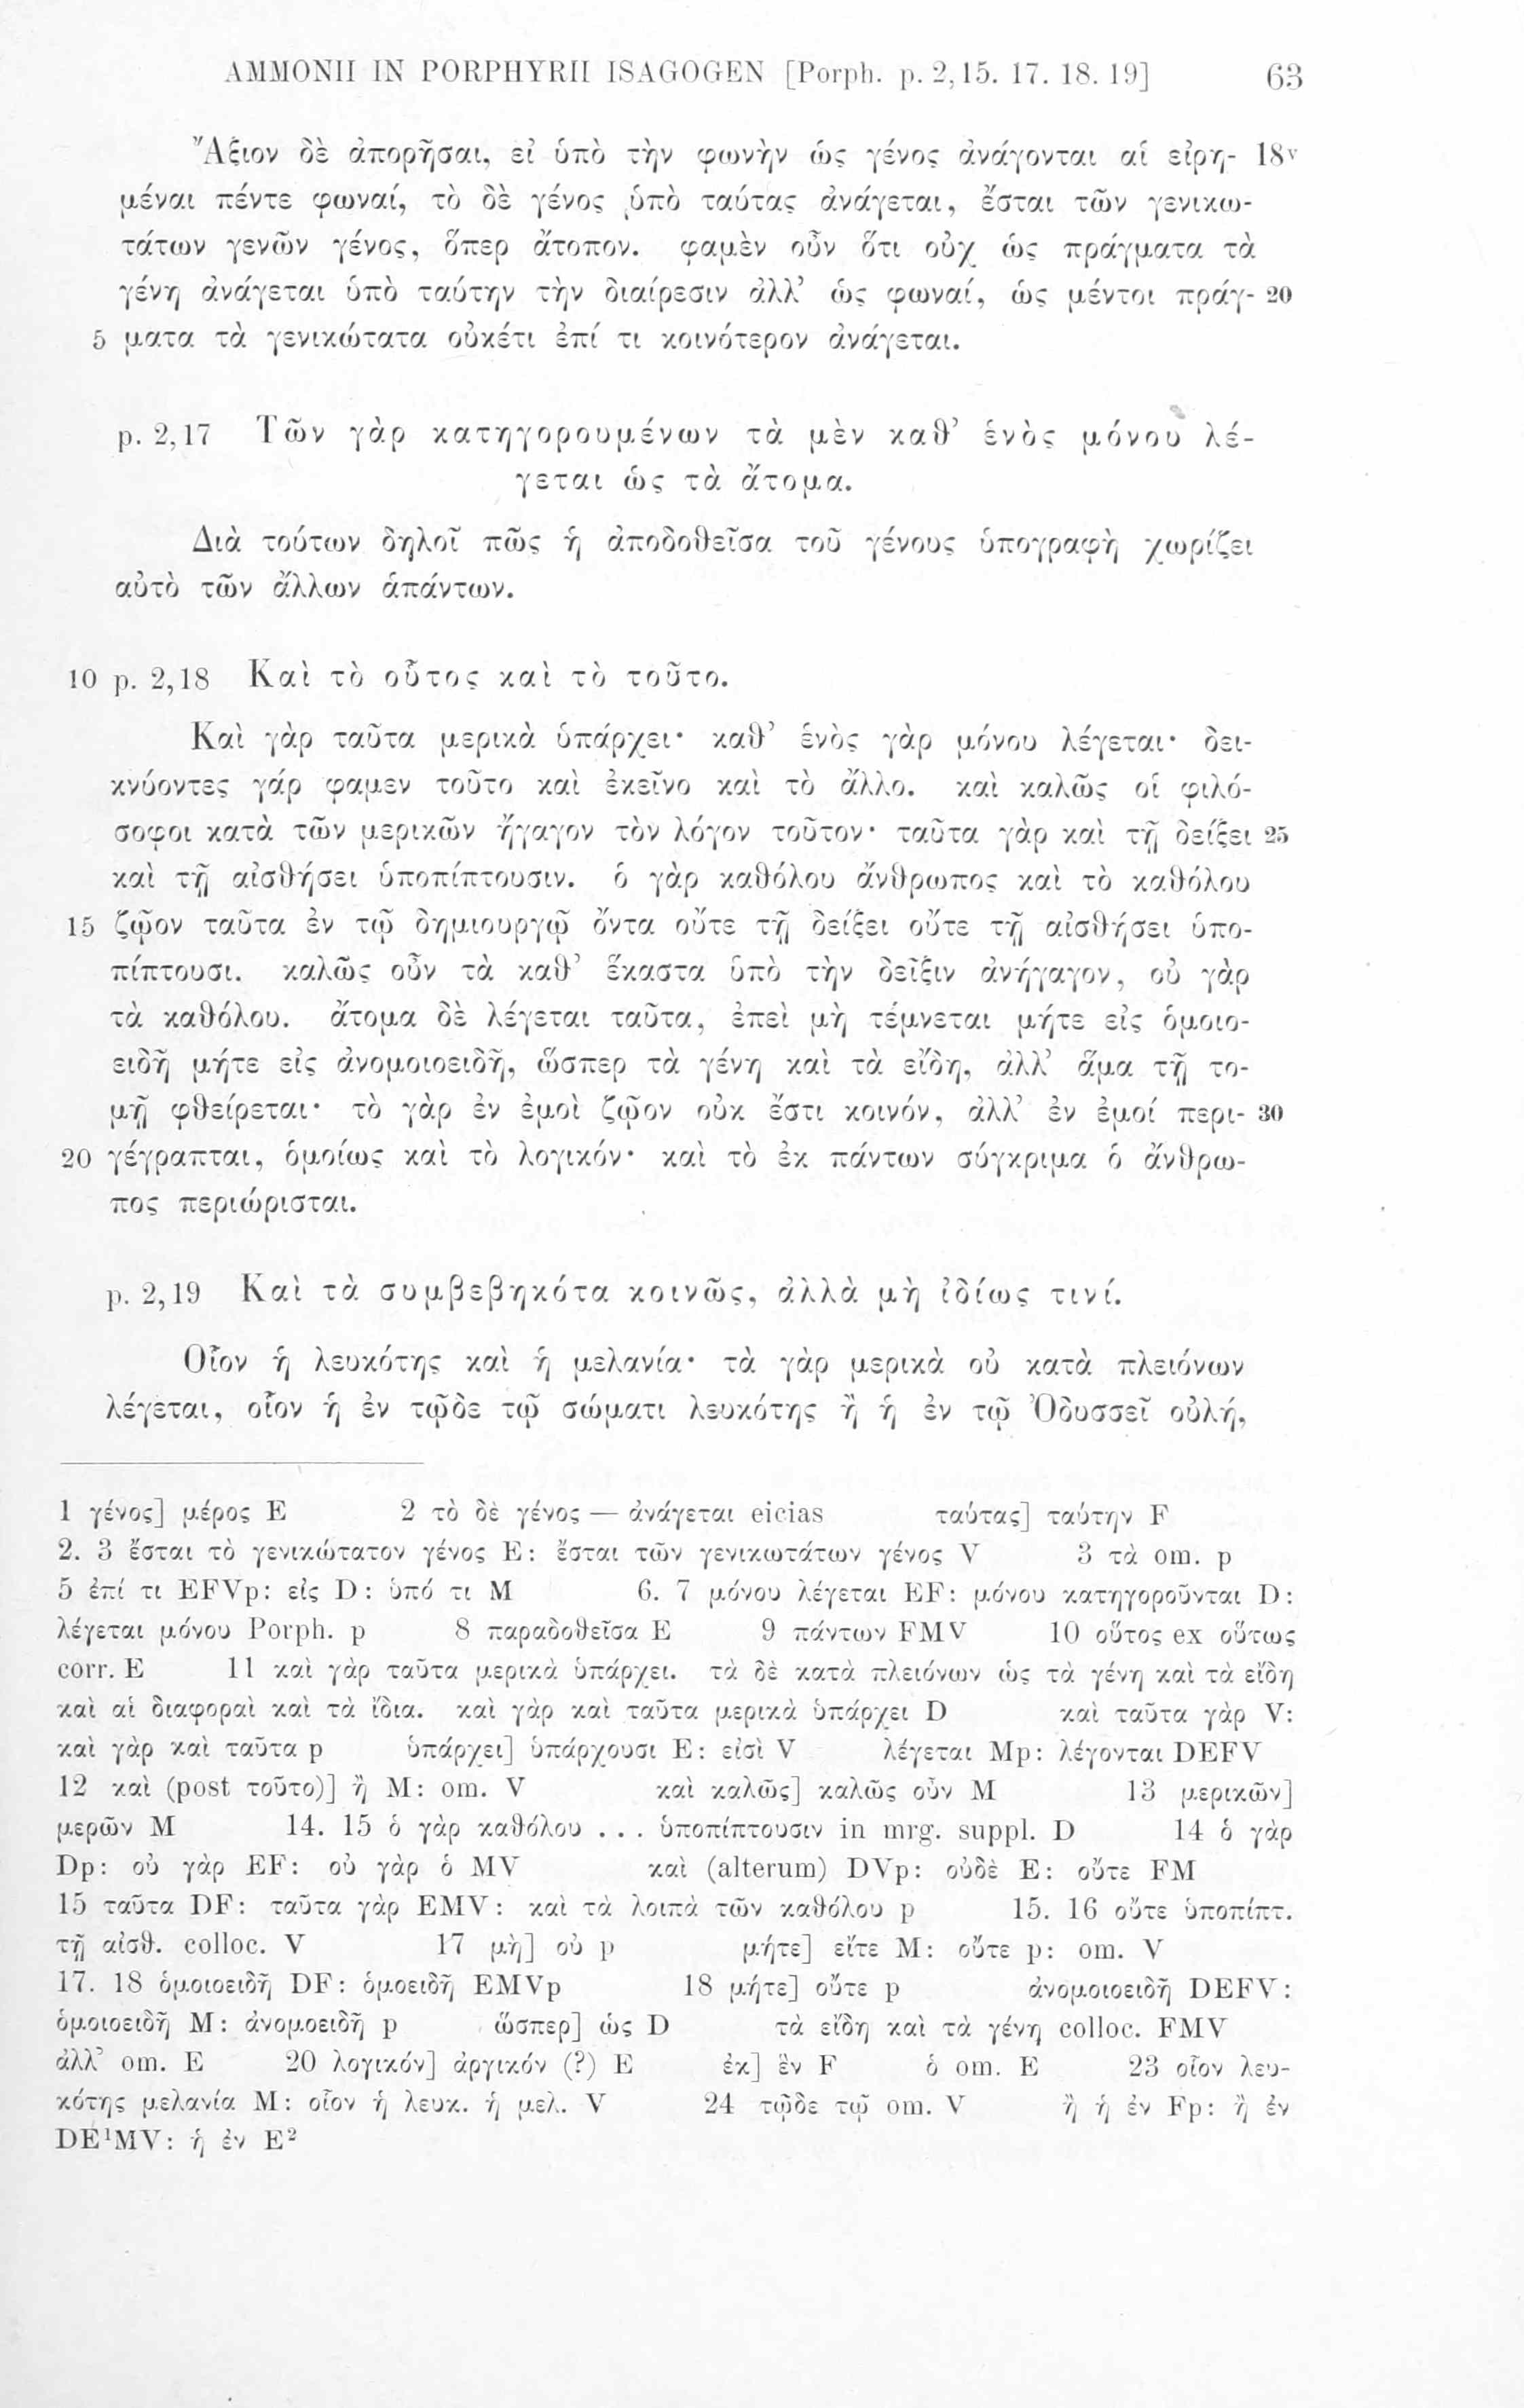 AMMONII IN PORPHYRII ISAGOGEN [Porph. p. 2,15. 17. 18. 19] 63
Ἄξιον δὲ ἀπορῆσαι, εἰ ὑπὸ τὴν φωνὴν ὡς γένος ἀνάγονται αἱ εἰρη- 18v
μέναι πέντε φωναί, τὸ δὲ γένος ὑπὸ ταύτας ἀνάγεται, ἔσται τῶν γενικω-
τάτων γενῶν γένος, ὅπερ ἄτοπον. φαμὲν οὖν ὅτι οὐχ ὡς πράγματα τὰ
γένη ἀνάγεται ὑπὸ ταύτην τὴν διαίρεσιν ἀλλ’ ὡς φωναί, ὡς μέντοι πράγ- 20
5 ματα τὰ γενικώτατα οὐκέτι ἐπί τι κοινότερον ἀνάγεται.
p. 2,17 Τῶν γὰρ κατηγορουμένων τὰ μὲν καθ’ ἑνὸς μόνου λέ-
γεται ὡς τὰ ἄτομα.
Διὰ τούτων δηλοῖ πῶς ἡ ἀποδοθεῖσα τοῦ γένους ὑπογραφὴ χωρίζει
αὐτὸ τῶν ἄλλων ἁπάντων.
10 p. 2,18 Καὶ τὸ οὗτος καὶ τὸ τοῦτο.
Καὶ γὰρ ταῦτα μερικὰ ὑπάρχει· καθ’ ἑνὸς γὰρ μόνου λέγεται· δει-
κνύοντες γάρ φαμεν τοῦτο καὶ ἐκεῖνο καὶ τὸ ἄλλο. καὶ καλῶς οἱ φιλό-
σοφοι κατὰ τῶν μερικῶν ἤγαγον τὸν λόγον τοῦτον· ταῦτα γὰρ καὶ τῇ δείξει 25
καὶ τῇ αἰσθήσει ὑποπίπτουσιν. ὁ γὰρ καθόλου ἄνθρωπος καὶ τὸ καθόλου
15 ζῷον ταῦτα ἐν τῷ δημιουργῷ ὄντα οὔτε τῇ δείξει οὔτε τῇ αἰσθήσει ὑπο-
πίπτουσι. καλῶς οὖν τὰ καθ’ ἕκαστα ὑπὸ τὴν δεῖξιν ἀνήγαγον, οὐ γὰρ
τὰ καθόλου. ἄτομα δὲ λέγεται ταῦτα, ἐπεὶ μὴ τέμνεται μήτε εἰς ὁμοιο-
ειδῆ μήτε εἰς ἀνομοιοειδῆ, ὥσπερ τὰ γένη καὶ τὰ εἴδη, ἀλλ’ ἅμα τῇ το-
μῇ φθείρεται· τὸ γὰρ ἐν ἐμοὶ ζῷον οὐκ ἔστι κοινόν, ἀλλ’ ἐν ἐμοί περι- 30
20 γέγραπται, ὁμοίως καὶ τὸ λογικόν· καὶ τὸ ἐκ πάντων σύγκριμα ὁ ἄνθρω-
πος περιώρισται.
p. 2,19 Καὶ τὰ συμβεβηκότα κοινῶς, ἀλλὰ μὴ ἰδίως τινί.
Οἷον ἡ λευκότης καὶ ἡ μελανία· τὰ γὰρ μερικὰ οὐ κατὰ πλειόνων
λέγεται, οἷον ἡ ἐν τῷδε τῷ σώματι λευκότης ἢ ἡ ἐν τῷ Ὀδυσσεῖ οὐλή,
1 γένος] μέρος E 2 τὸ δὲ γένος — ἀνάγεται eicias ταύτας] ταύτην F
2. 3 ἔσται τὸ γενικώτατον γένος E: ἔσται τῶν γενικωτάτων γένος V 3 τὰ om. p
5 ἐπί τι EFVp: εἰς D: ὑπό τι M 6. 7 μόνου λέγεται EF: μόνου κατηγοροῦνται D:
λέγεται μόνου Porph. p 8 παραδοθεῖσα E 9 πάντων FMV 10 οὗτος ex οὕτως
corr. E 11 καὶ γὰρ ταῦτα μερικὰ ὑπάρχει. τὰ δὲ κατὰ πλειόνων ὡς τὰ γένη καὶ τὰ εἴδη
καὶ αἱ διαφοραὶ καὶ τὰ ἴδια. καὶ γὰρ καὶ ταῦτα μερικὰ ὑπάρχει D καὶ ταῦτα γὰρ V:
καὶ γὰρ καὶ ταῦτα p ὑπάρχει] ὑπάρχουσι E: εἰσὶ V λέγεται Mp: λέγονται DEFV
12 καὶ (post τοῦτο)] ἢ M: om. V καὶ καλῶς] καλῶς οὖν M 13 μερικῶν]
μερῶν M 14. 15 ὁ γὰρ καθόλου . . . ὑποπίπτουσιν in mrg. suppl. D 14 ὁ γὰρ
Dp: οὐ γὰρ EF: οὐ γὰρ ὁ MV καὶ (alterum) DVp: οὐδὲ E: οὔτε FM
15 ταῦτα DF: ταῦτα γὰρ EMV: καὶ τὰ λοιπὰ τῶν καθόλου p 15. 16 οὔτε ὑποπίπτ.
τῇ αἰσθ. colloc. V 17 μὴ] οὐ p μήτε] εἴτε M: οὔτε p: om. V
17. 18 ὁμοιοειδῆ DF: ὁμοειδῆ EMVp 18 μήτε] οὔτε p ἀνομοιοειδῆ DEFV:
ὁμοιοειδῆ M: ἀνομοειδῆ p ὥσπερ] ὡς D τὰ εἴδη καὶ τὰ γένη colloc. FMV
ἀλλ’ om. E 20 λογικόν] ἀργικόν (?) E ἐκ] ἓν F ὁ om. E 23 οἷον λευ-
κότης μελανία M: οἷον ἡ λευκ. ἡ μελ. V 24 τῷδε τῷ om. V ἢ ἡ ἐν Fp: ἢ ἐν
DE¹MV: ἡ ἐν E²